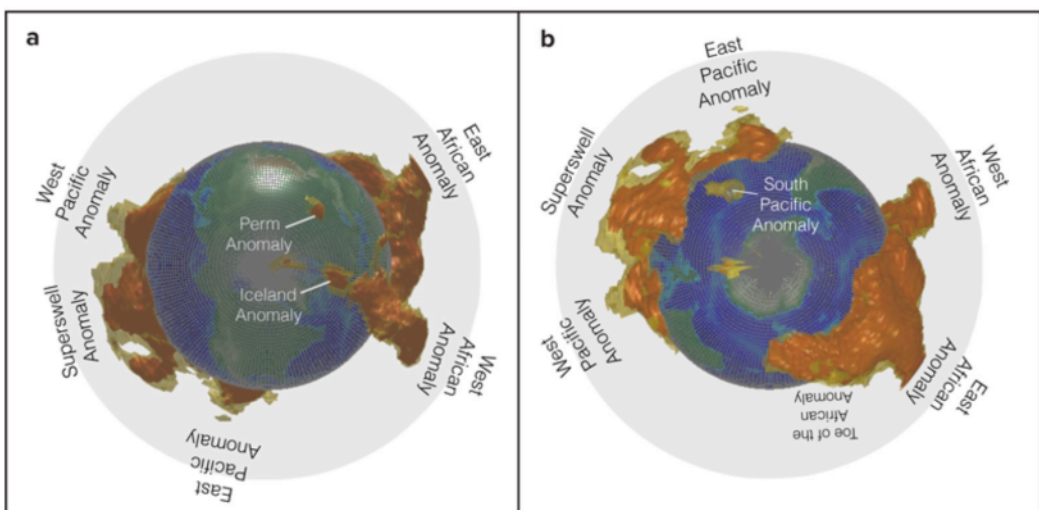 a
East
African
Anomaly
West
Pacific
Anomaly
Perm
Anomaly
Iceland
Anomaly
Superswell
Anomaly
West
African
Anomaly
East
Pacific
Anomaly
b
East
Pacific
Anomaly
Superswell
Anomaly
West
African
Anomaly
South
Pacific
Anomaly
West
Pacific
Anomaly
East
African
Anomaly
Toe of the
African
Anomaly